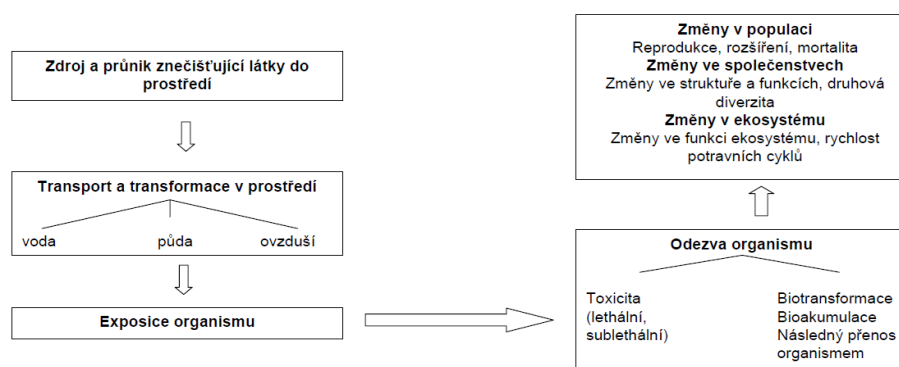 Zdroj a průnik znečišťující látky do
prostředí
Transport a transformace v prostředí
voda půda ovzduší
Exposice organismu
Změny v populaci
Reprodukce, rozšíření, mortalita
Změny ve společenstvech
Změny ve struktuře a funkcích, druhová
diverzita
Změny v ekosystému
Změny ve funkci ekosystému, rychlost
potravních cyklů
Odezva organismu
Toxicita
(lethální,
sublethální)
Biotransformace
Bioakumulace
Následný přenos
organismem